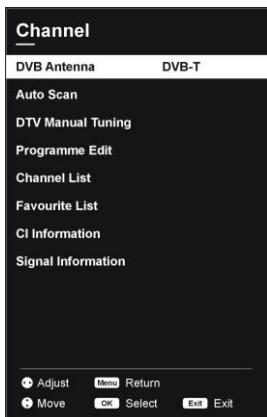 Channel
DVB Antenna DVB-T
Auto Scan
DTV Manual Tuning
Programme Edit
Channel List
Favourite List
CI Information
Signal Information
Adjust Menu Return
Move OK Select Exit Exit